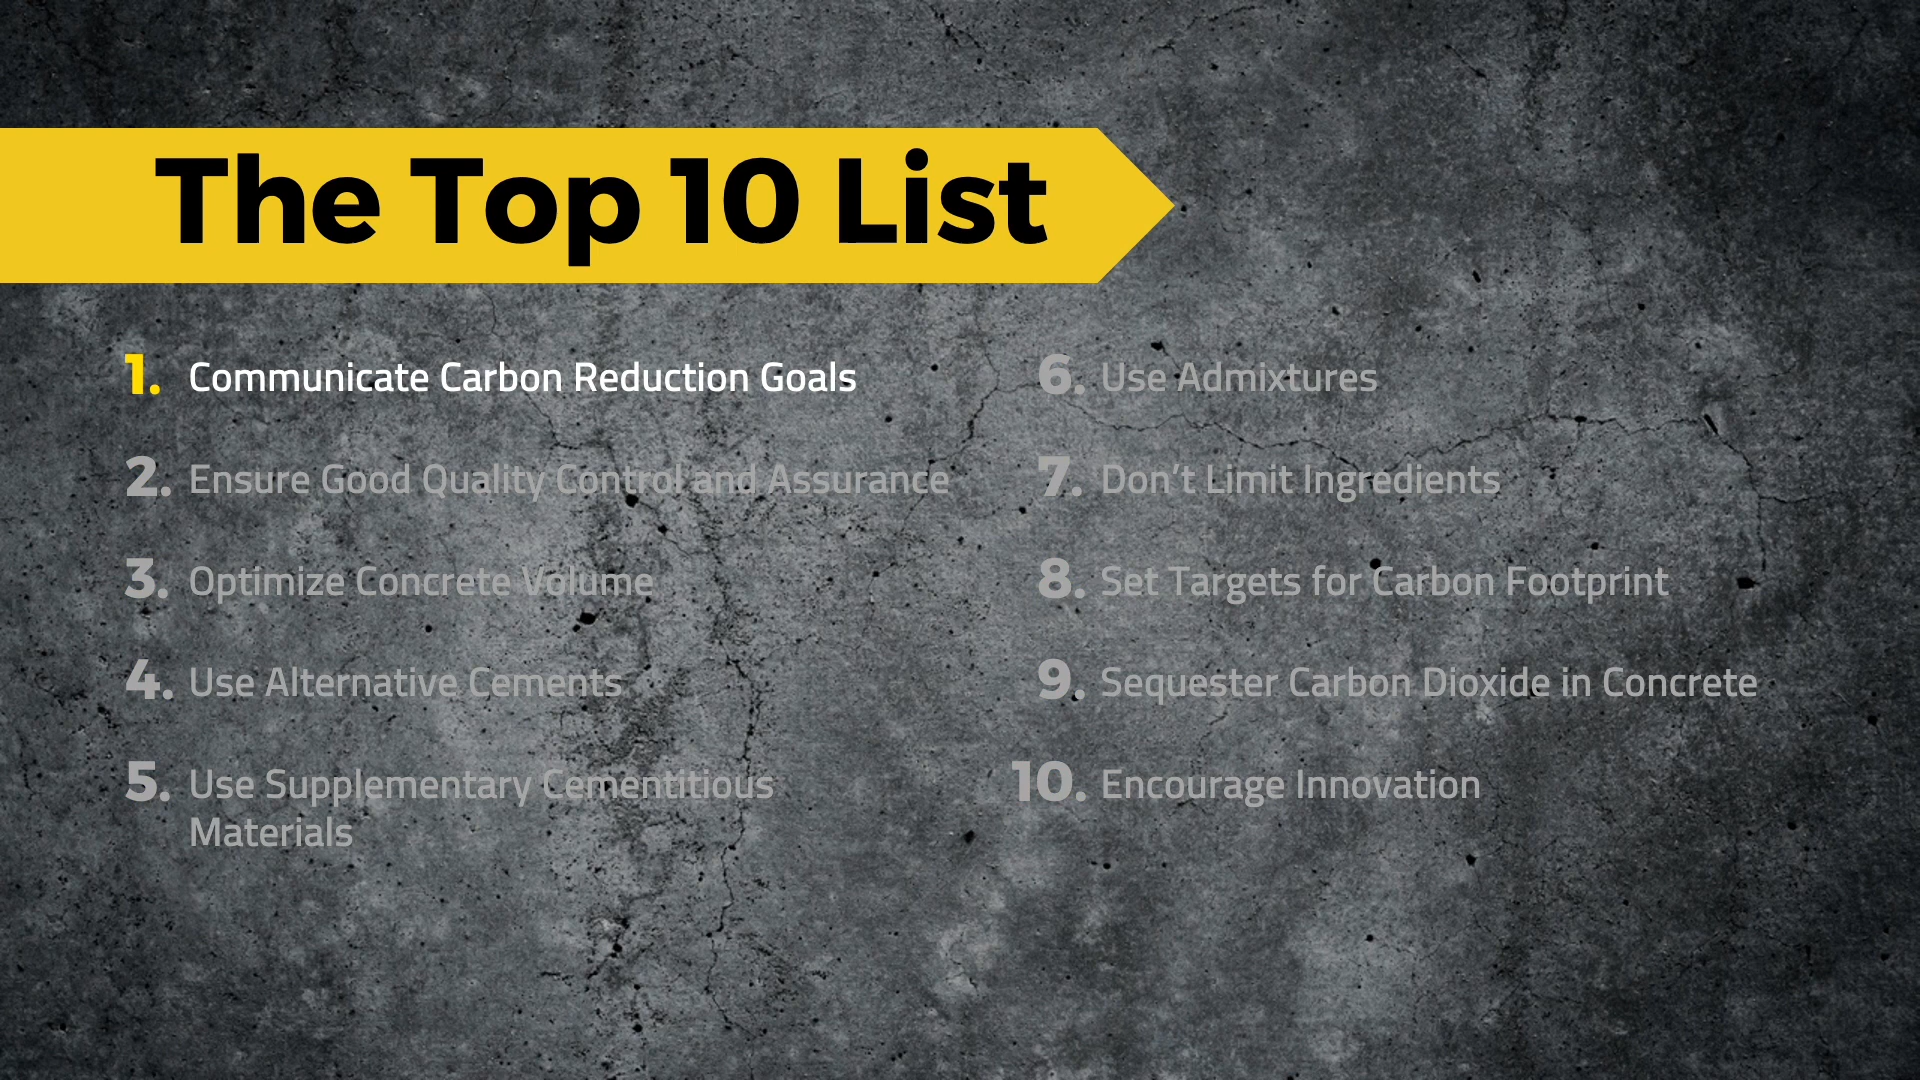 The Top 10 List
1. Communicate Carbon Reduction Goals
2. Ensure Good Quality Control and Assurance
3. Optimize Concrete Volume
4. Use Alternative Cements
5. Use Supplementary Cementitious
Materials
6. Use Admixtures
7. Don’t Limit Ingredients
8. Set Targets for Carbon Footprint
9. Sequester Carbon Dioxide in Concrete
10. Encourage Innovation